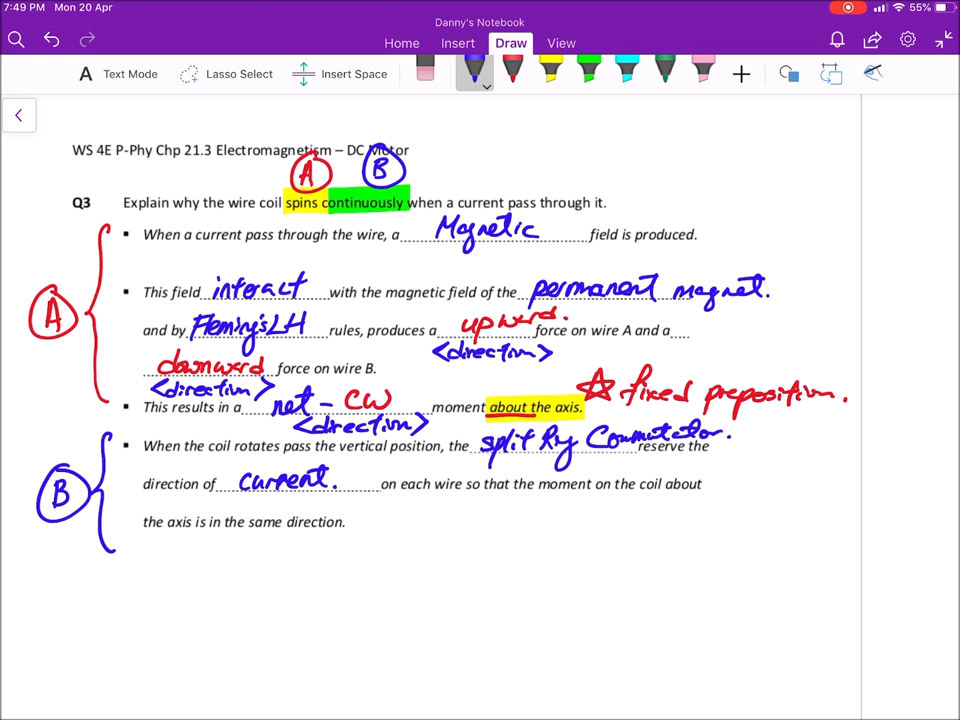 7:49 PM Mon 20 Apr
55%
Danny's Notebook
Home Insert Draw View
A Text Mode Lasso Select Insert Space
WS 4E P-Phy Chp 21.3 Electromagnetism – DC Motor
A B
Q3 Explain why the wire coil spins continuously when a current pass through it.
▪ When a current pass through the wire, a Magnetic field is produced.
▪ This field interact with the magnetic field of the permanent magnet.
A
and by Fleming's LH rules, produces a upward. force on wire A and a
<direction>
downward force on wire B.
<direction>
☆ fixed preposition.
▪ This results in a net - CW moment about the axis.
<direction>
▪ When the coil rotates pass the vertical position, the split Ring Commutator. reserve the
B
direction of current. on each wire so that the moment on the coil about
the axis is in the same direction.